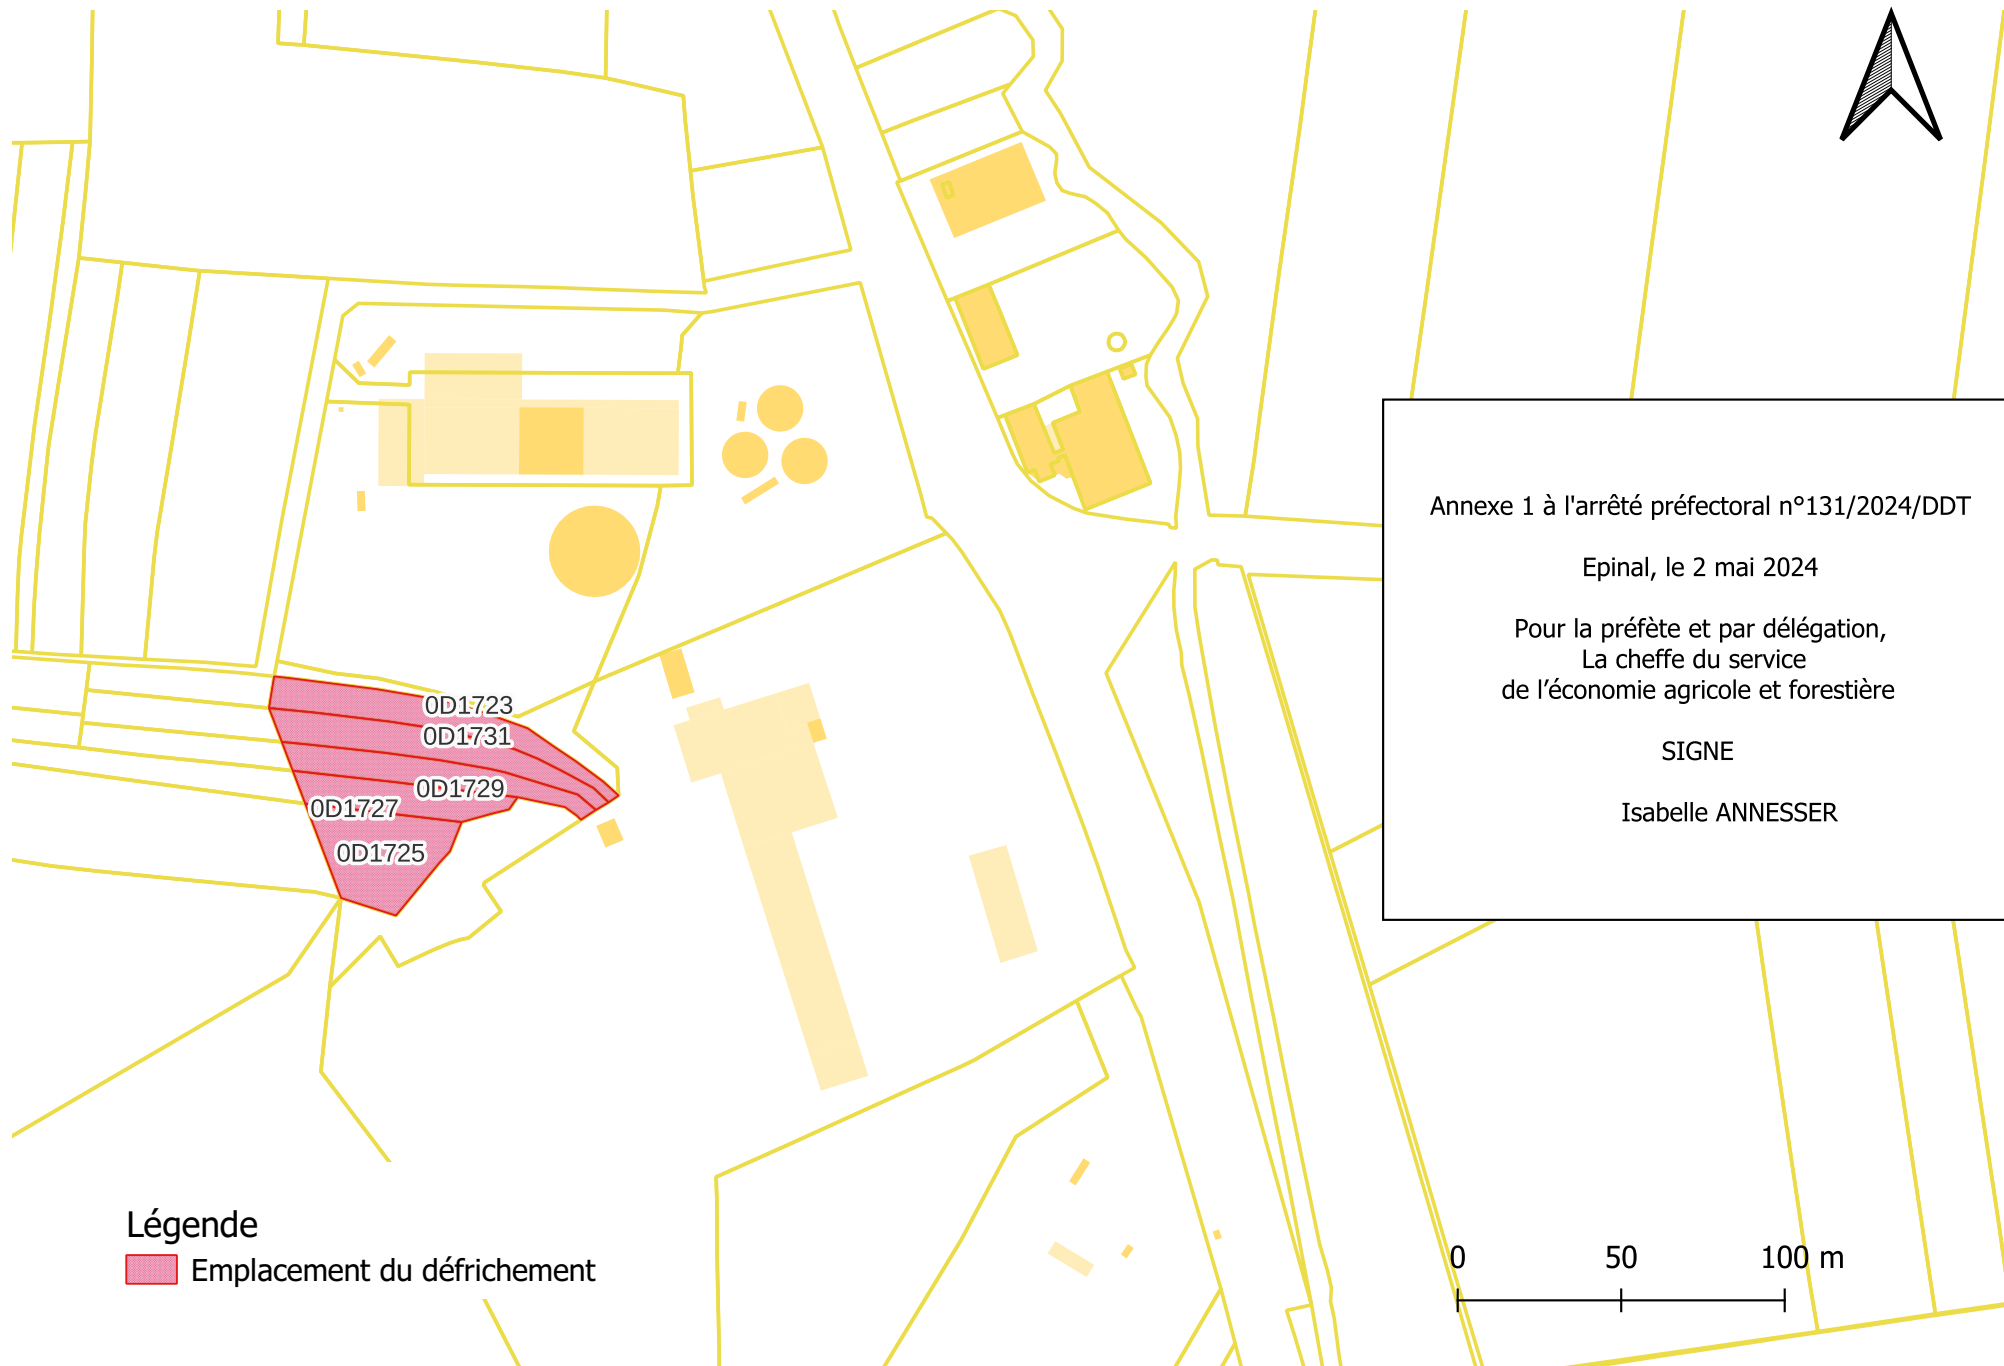 0D1723
0D1731
0D1729
0D1727
0D1725
Annexe 1 à l'arrêté préfectoral n°131/2024/DDT
Epinal, le 2 mai 2024
Pour la préfète et par délégation,
La cheffe du service
de l’économie agricole et forestière
SIGNE
Isabelle ANNESSER
Légende
Emplacement du défrichement
0 50 100 m